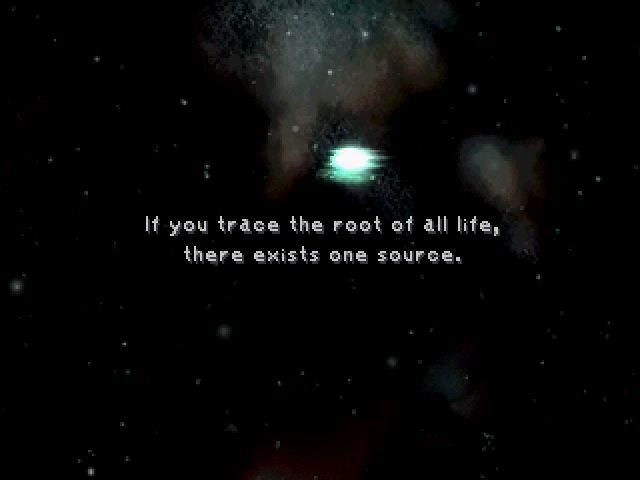 If you trace the root of all life,
there exists one source.